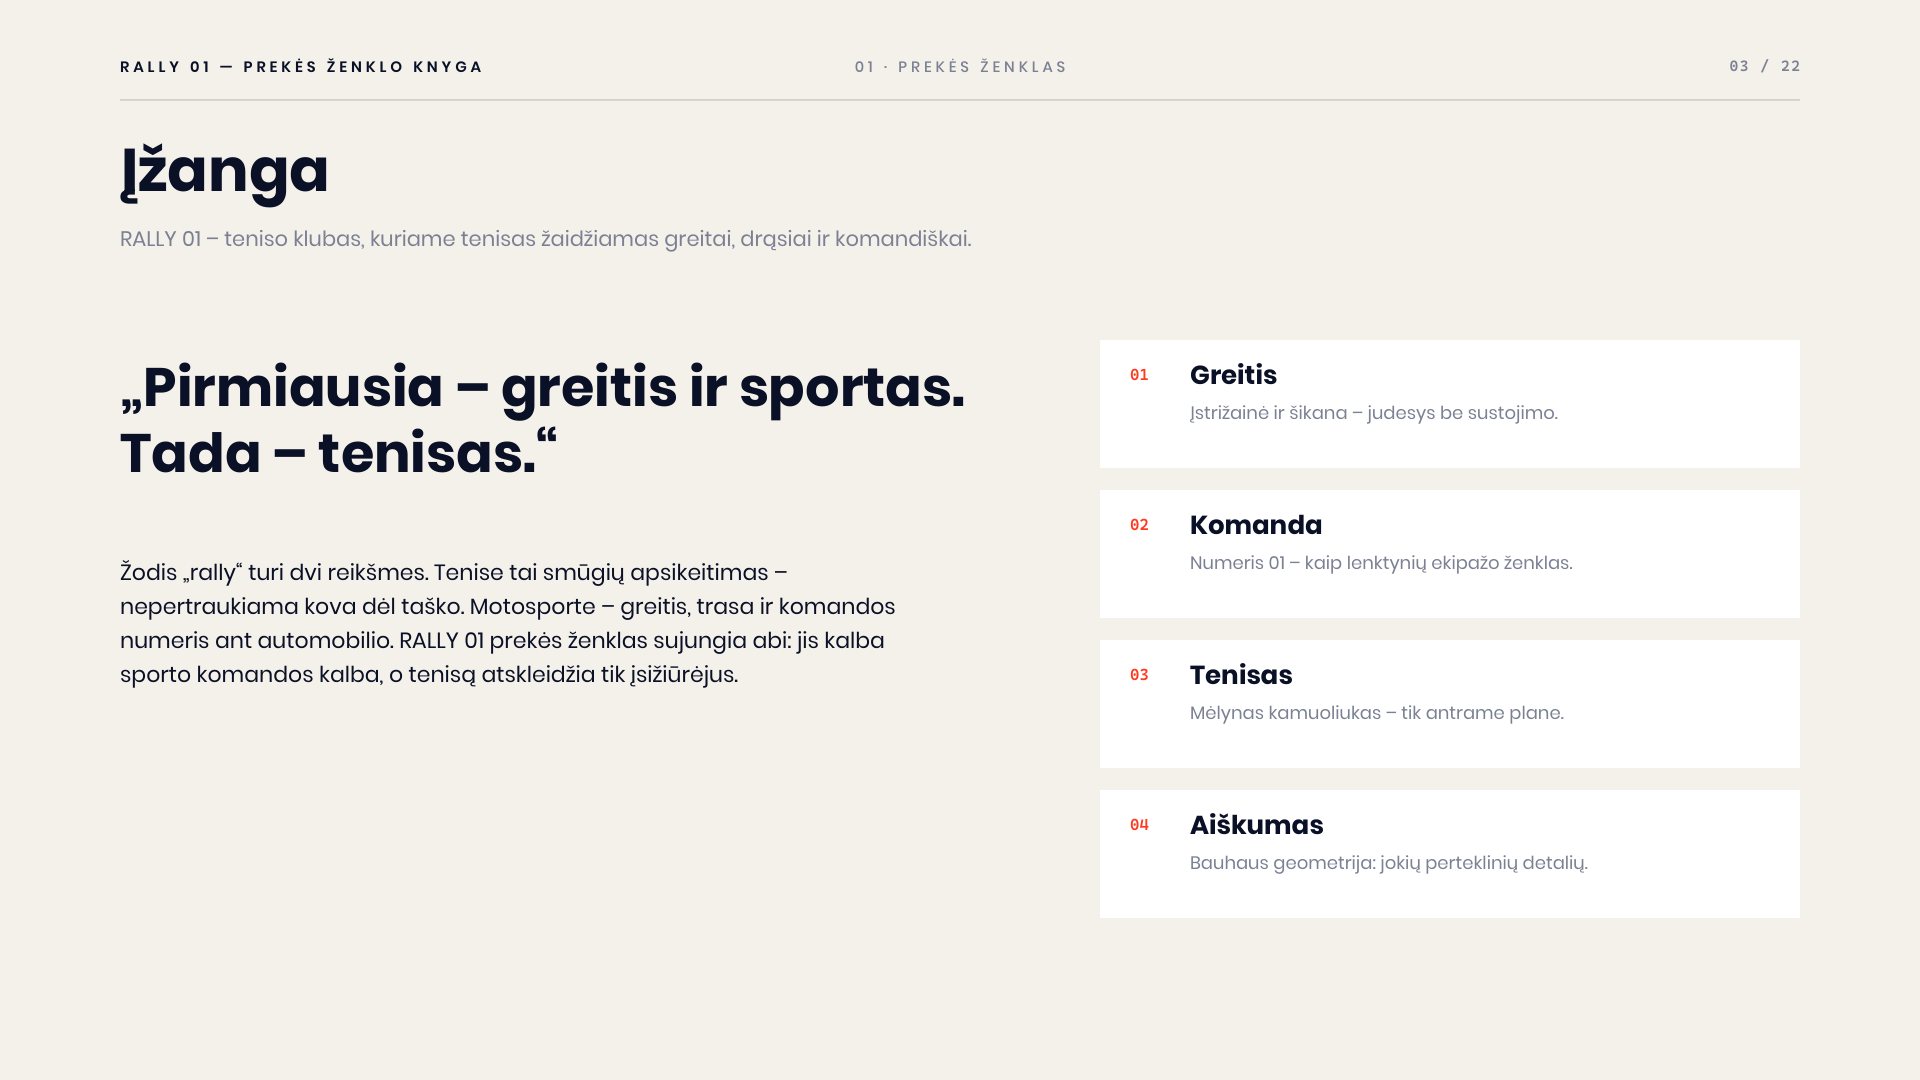 RALLY 01 — PREKĖS ŽENKLO KNYGA
01 · PREKĖS ŽENKLAS
03 / 22
Įžanga
RALLY 01 – teniso klubas, kuriame tenisas žaidžiamas greitai, drąsiai ir komandiškai.
„Pirmiausia – greitis ir sportas.
Tada – tenisas.“
Žodis „rally“ turi dvi reikšmes. Tenise tai smūgių apsikeitimas –
nepertraukiama kova dėl taško. Motosporte – greitis, trasa ir komandos
numeris ant automobilio. RALLY 01 prekės ženklas sujungia abi: jis kalba
sporto komandos kalba, o tenisą atskleidžia tik įsižiūrėjus.
01
Greitis
Įstrižainė ir šikana – judesys be sustojimo.
02
Komanda
Numeris 01 – kaip lenktynių ekipažo ženklas.
03
Tenisas
Mėlynas kamuoliukas – tik antrame plane.
04
Aiškumas
Bauhaus geometrija: jokių perteklinių detalių.